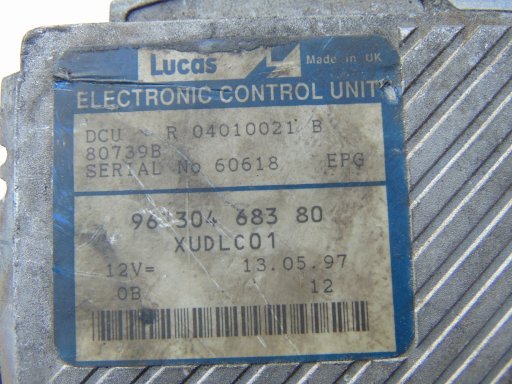 Lucas Made in UK
ELECTRONIC CONTROL UNIT
DCU R 04010021 B
80739B
SERIAL No 60618 EPG
96 304 683 80
XUDLC01
12V= 13.05.97
0B 12